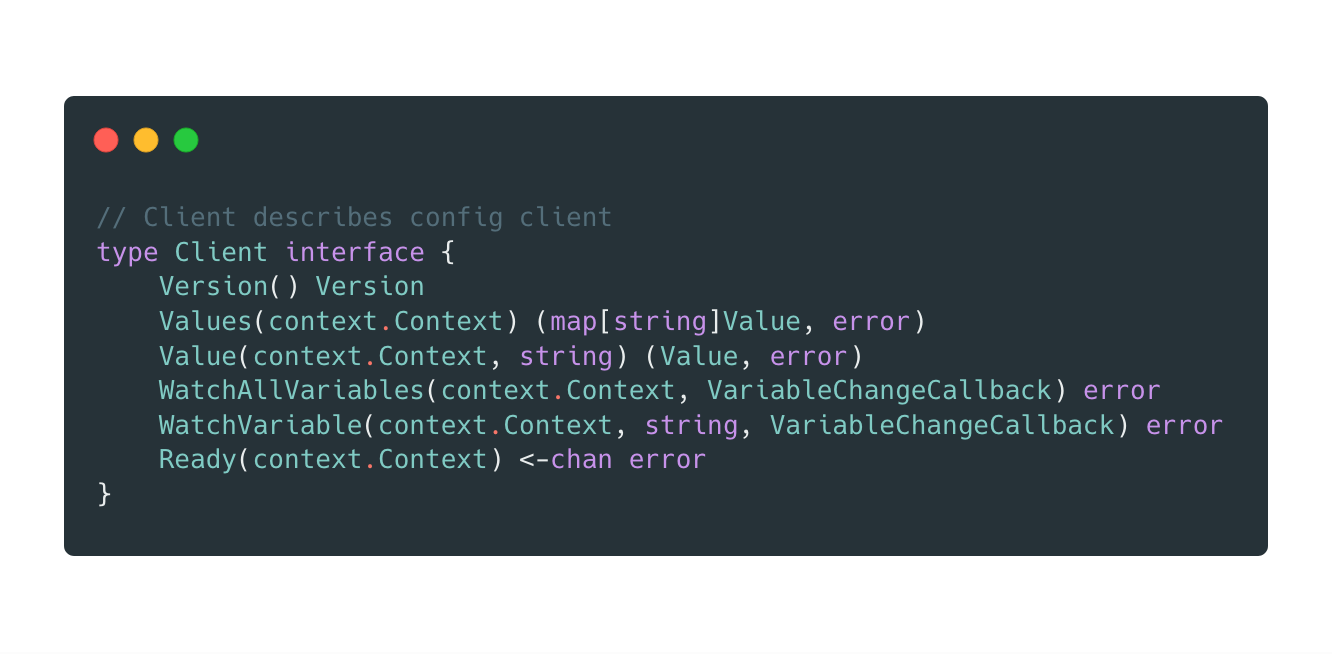 // Client describes config client
type Client interface {
    Version() Version
    Values(context.Context) (map[string]Value, error)
    Value(context.Context, string) (Value, error)
    WatchAllVariables(context.Context, VariableChangeCallback) error
    WatchVariable(context.Context, string, VariableChangeCallback) error
    Ready(context.Context) <-chan error
}